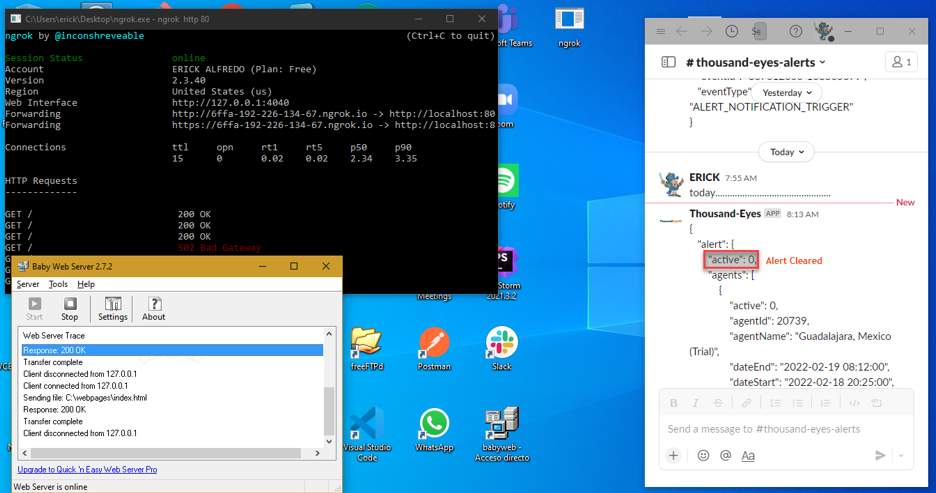 C:\Users\erick\Desktop\ngrok.exe - ngrok http 80
ngrok by @inconshreveable (Ctrl+C to quit)
Session Status online
Account ERICK ALFREDO (Plan: Free)
Version 2.3.40
Region United States (us)
Web Interface http://127.0.0.1:4040
Forwarding http://6ffa-192-226-134-67.ngrok.io -> http://localhost:80
Forwarding https://6ffa-192-226-134-67.ngrok.io -> http://localhost:8
Connections ttl opn rt1 rt5 p50 p90
15 0 0.02 0.02 2.34 3.35
HTTP Requests
-------------
GET / 200 OK
GET / 200 OK
GET / 200 OK
GET / 502 Bad Gateway
Baby Web Server 2.7.2
Server Tools Help
Start Stop Settings About
Web Server Trace
Response: 200 OK
Transfer complete
Client disconnected from 127.0.0.1
Client connected from 127.0.0.1
Sending file: C:\webpages\index.html
Response: 200 OK
Transfer complete
Client disconnected from 127.0.0.1
Upgrade to Quick 'n Easy Web Server Pro
Web Server is online
ft Teams
ngrok
oom
otify
Meetings
Storm
2021.3.2
freeFTPd
Postman
Slack
Visual Studio
Code
WhatsApp
babyweb -
Acceso directo
# thousand-eyes-alerts
1
"eventType"
Yesterday
"ALERT_NOTIFICATION_TRIGGER"
}
Today
ERICK 7:55 AM
today..............................................
New
Thousand-Eyes APP 8:13 AM
{
"alert": {
"active": 0, Alert Cleared
"agents": [
{
"active": 0,
"agentId": 20739,
"agentName": "Guadalajara, Mexico
(Trial)",
"dateEnd": "2022-02-19 08:12:00",
"dateStart": "2022-02-18 20:25:00",
Send a message to #thousand-eyes-alerts
Aa